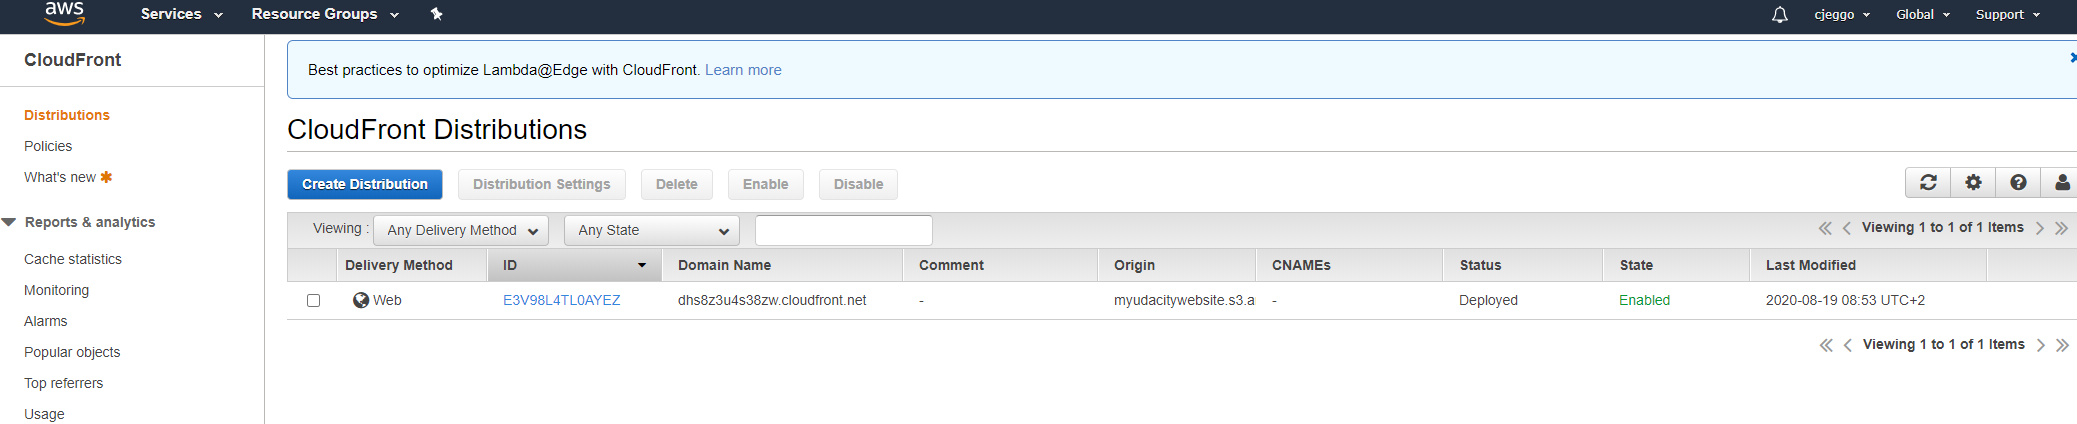 aws Services Resource Groups cjeggo Global Support
CloudFront
Distributions
Policies
What's new
Reports & analytics
Cache statistics
Monitoring
Alarms
Popular objects
Top referrers
Usage
Best practices to optimize Lambda@Edge with CloudFront. Learn more
CloudFront Distributions
Create Distribution Distribution Settings Delete Enable Disable
Viewing : Any Delivery Method Any State Viewing 1 to 1 of 1 Items
Delivery Method ID Domain Name Comment Origin CNAMEs Status State Last Modified
Web E3V98L4TL0AYEZ dhs8z3u4s38zw.cloudfront.net - myudacitywebsite.s3.a - Deployed Enabled 2020-08-19 08:53 UTC+2
Viewing 1 to 1 of 1 Items